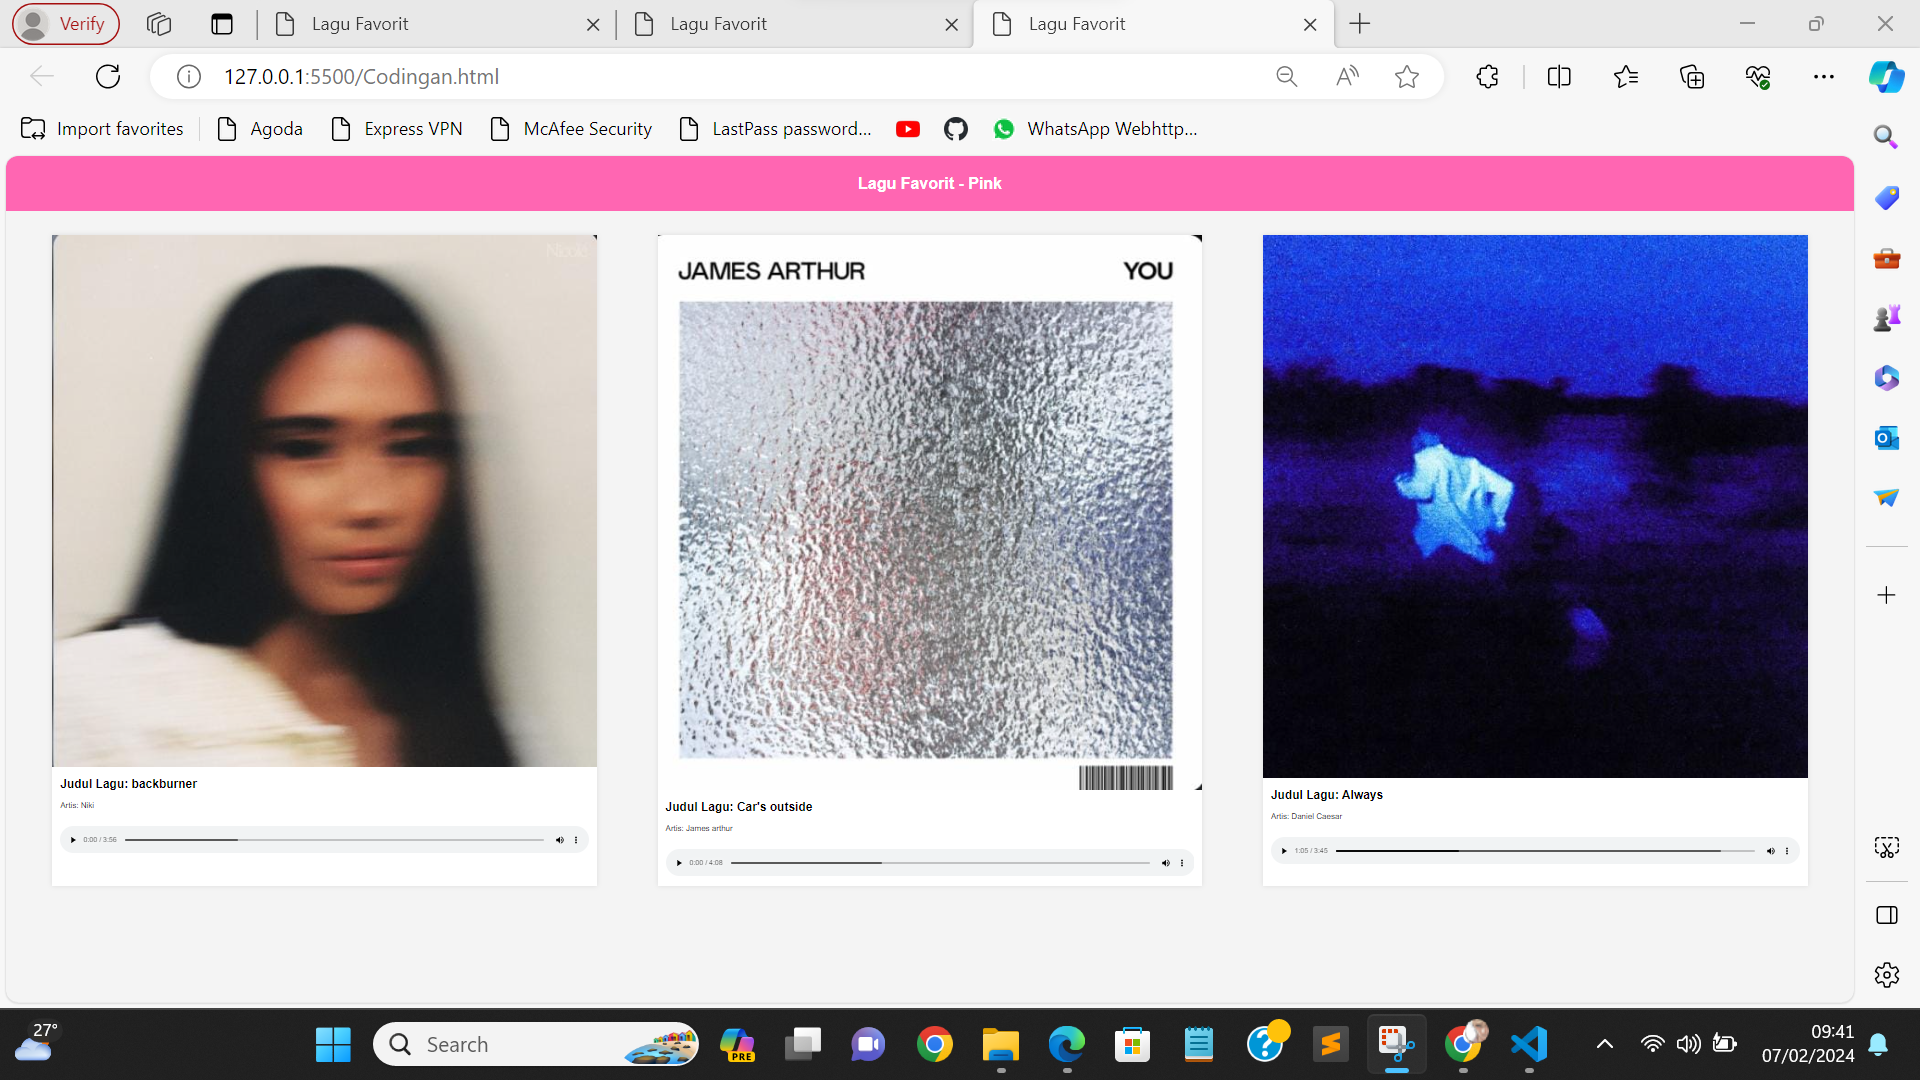 Verify
Lagu Favorit
Lagu Favorit
Lagu Favorit
127.0.0.1:5500/Codingan.html
Import favorites
Agoda
Express VPN
McAfee Security
LastPass password...
WhatsApp Webhttp...
Lagu Favorit - Pink
Nicole
JAMES ARTHUR
YOU
Judul Lagu: backburner
Artis: Niki
0:00 / 3:56
Judul Lagu: Car's outside
Artis: James arthur
0:00 / 4:08
Judul Lagu: Always
Artis: Daniel Caesar
1:05 / 3:45
27°
Search
PRE
09:41
07/02/2024